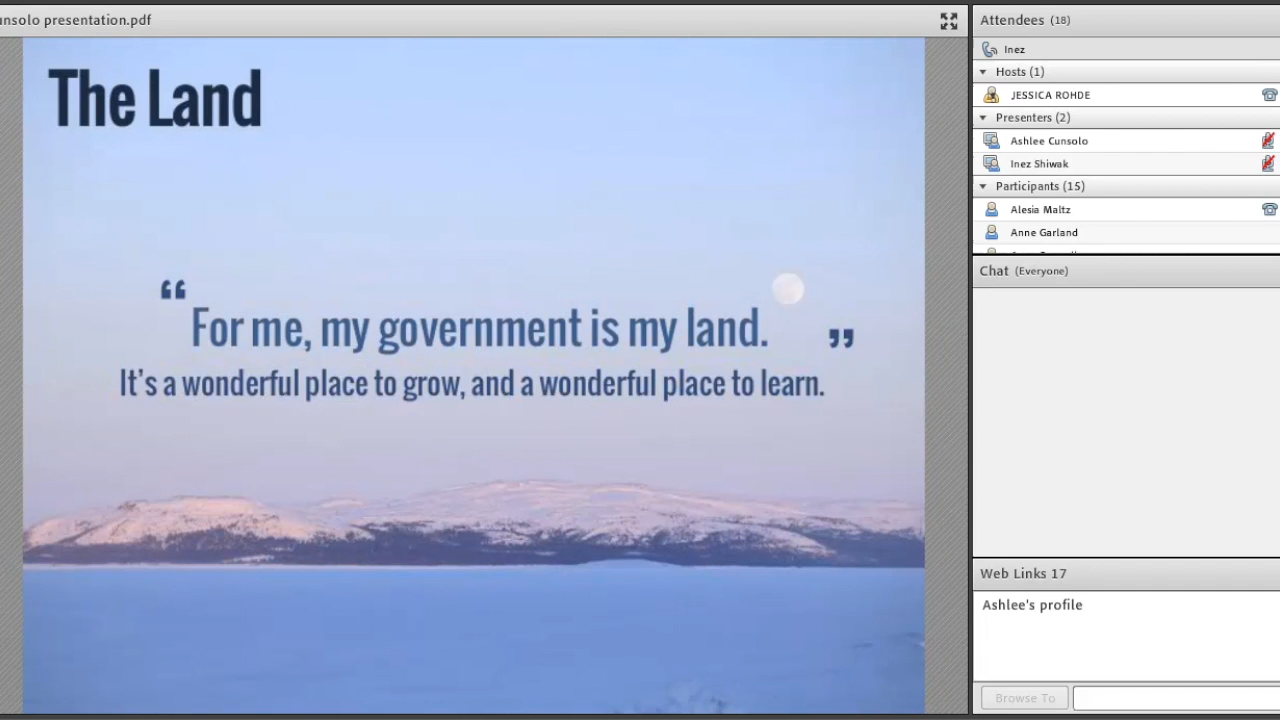 unsolo presentation.pdf
The Land
“
For me, my government is my land.
”
It’s a wonderful place to grow, and a wonderful place to learn.
Attendees (18)
Inez
Hosts (1)
JESSICA ROHDE
Presenters (2)
Ashlee Cunsolo
Inez Shiwak
Participants (15)
Alesia Maltz
Anne Garland
Chat (Everyone)
Web Links 17
Ashlee's profile
Browse To